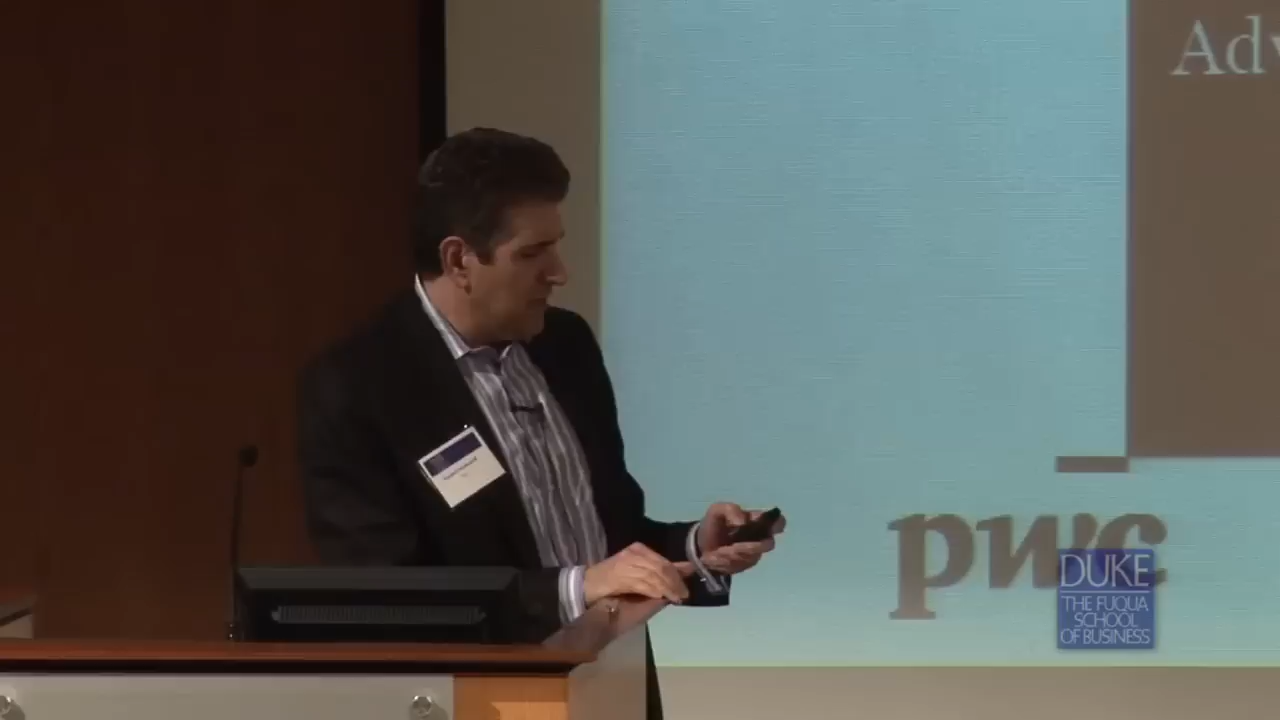 Adv
pwc
DUKE
THE FUQUA
SCHOOL
OF BUSINESS